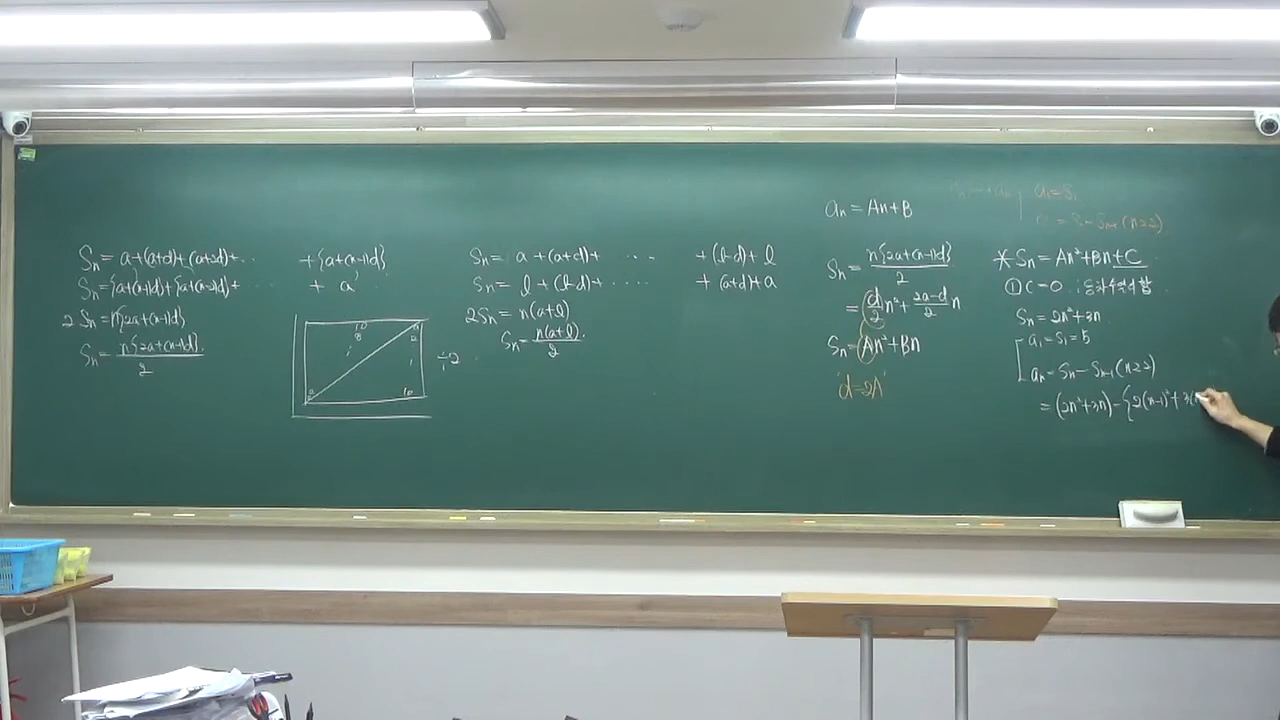 Sn = a+(a+d)+(a+2d)+ ‥ +{a+(n-1)d}
Sn = {a+(n-1)d}+{a+(n-2)d}+ ‥‥ + a
2Sn = n{2a+(n-1)d}
Sn = n{2a+(n-1)d} / 2
÷2
Sn = a+(a+d)+ ‥‥ +(l-d)+l
Sn = l+(l-d)+ ‥‥ +(a+d)+a
2Sn = n(a+l)
Sn = n(a+l) / 2
an = An+B
Sn = n{2a+(n-1)d} / 2
= d/2 n²+ 2a-d/2 n
Sn = An²+Bn
'd=2A'
a1=S1
Sn-1 (n≥2)
* Sn = An²+Bn+C
① C=0 : 등차수열의 합
Sn = 2n²+3n
a1 = S1 = 5
an = Sn - Sn-1 (n≥2)
= (2n²+3n)-{2(n-1)²+3(n